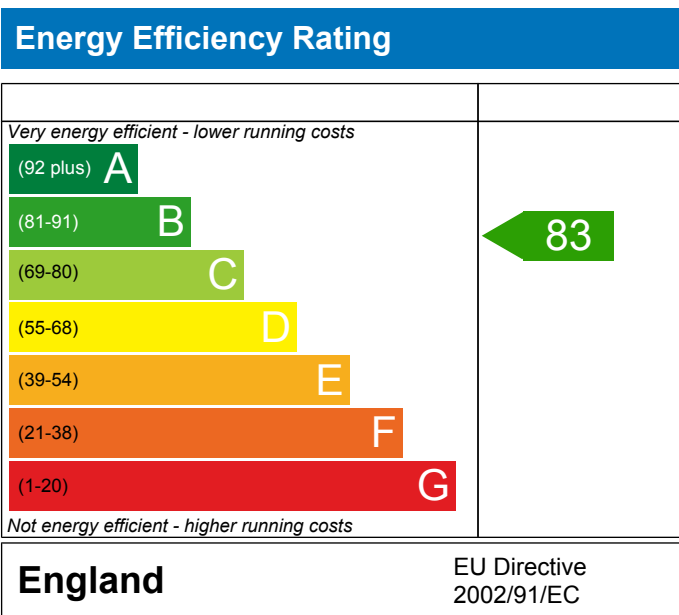 Energy Efficiency Rating
Very energy efficient - lower running costs
(92 plus) A
(81-91) B
83
(69-80) C
(55-68) D
(39-54) E
(21-38) F
(1-20) G
Not energy efficient - higher running costs
England
EU Directive
2002/91/EC